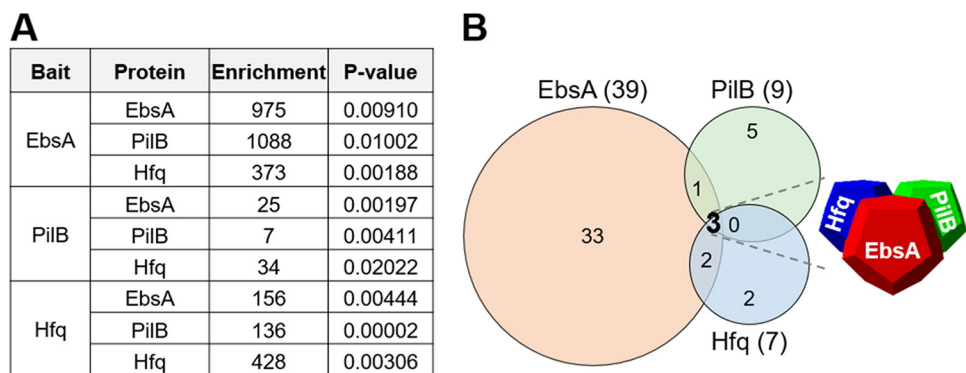 A
Bait Protein Enrichment P-value
EbsA EbsA 975 0.00910
PilB 1088 0.01002
Hfq 373 0.00188
PilB EbsA 25 0.00197
PilB 7 0.00411
Hfq 34 0.02022
Hfq EbsA 156 0.00444
PilB 136 0.00002
Hfq 428 0.00306
B
EbsA (39) PilB (9)
5
1
3 0
33
2
2
Hfq (7)
Hfq PilB
EbsA